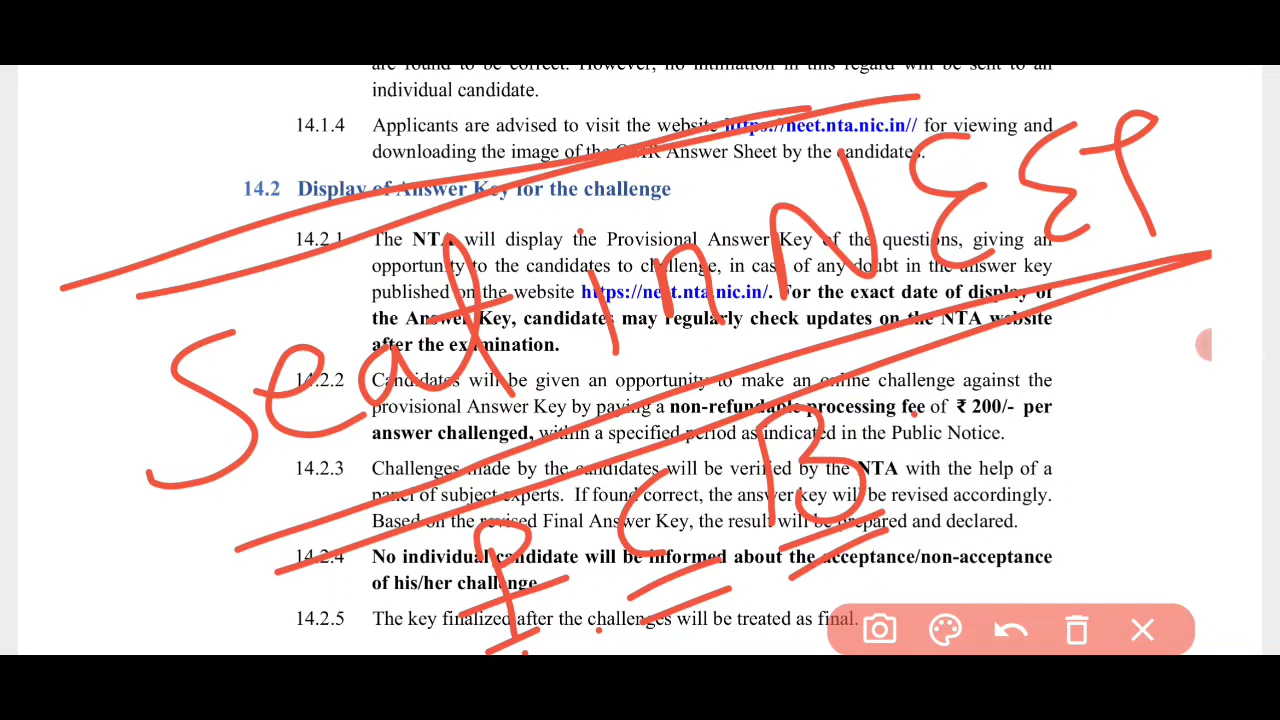 individual candidate.
14.1.4 Applicants are advised to visit the website https://neet.nta.nic.in// for viewing and
downloading the image of the OMR Answer Sheet by the candidates.
14.2 Display of Answer Key for the challenge
14.2.1 The NTA will display the Provisional Answer Key of the questions, giving an
opportunity to the candidates to challenge, in case of any doubt in the answer key
published on the website https://neet.nta.nic.in/. For the exact date of display of
the Answer Key, candidates may regularly check updates on the NTA website
after the examination.
14.2.2 Candidates will be given an opportunity to make an online challenge against the
provisional Answer Key by paying a non-refundable processing fee of ₹ 200/- per
answer challenged, within a specified period as indicated in the Public Notice.
14.2.3 Challenges made by the candidates will be verified by the NTA with the help of a
panel of subject experts. If found correct, the answer key will be revised accordingly.
Based on the revised Final Answer Key, the result will be prepared and declared.
14.2.4 No individual candidate will be informed about the acceptance/non-acceptance
of his/her challenge.
14.2.5 The key finalized after the challenges will be treated as final.
Seat in NEET
P C B